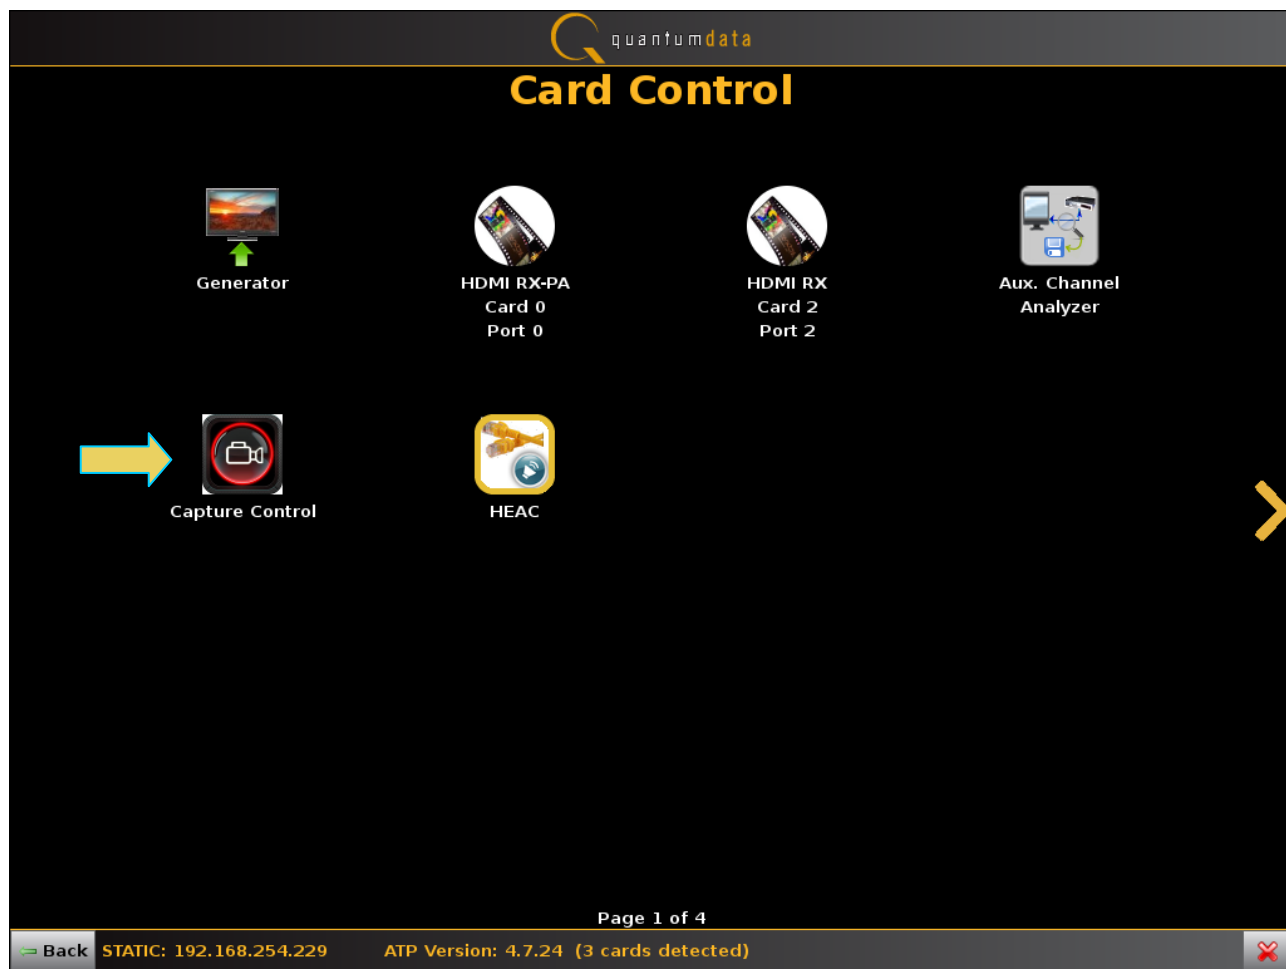 quantumdata
Card Control
Generator
HDMI RX-PA
Card 0
Port 0
HDMI RX
Card 2
Port 2
Aux. Channel
Analyzer
Capture Control
HEAC
Page 1 of 4
Back STATIC: 192.168.254.229 ATP Version: 4.7.24 (3 cards detected)